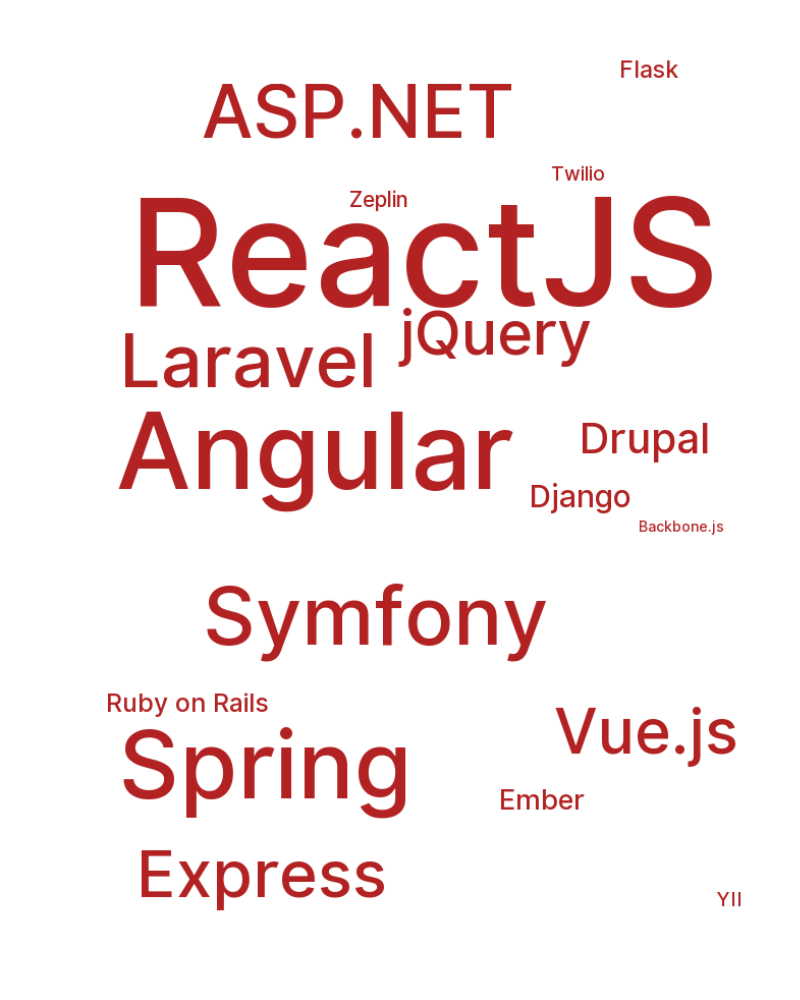 Flask
ASP.NET
Twilio
Zeplin
ReactJS
jQuery
Laravel
Angular
Drupal
Django
Backbone.js
Symfony
Ruby on Rails
Vue.js
Spring
Ember
Express
YII